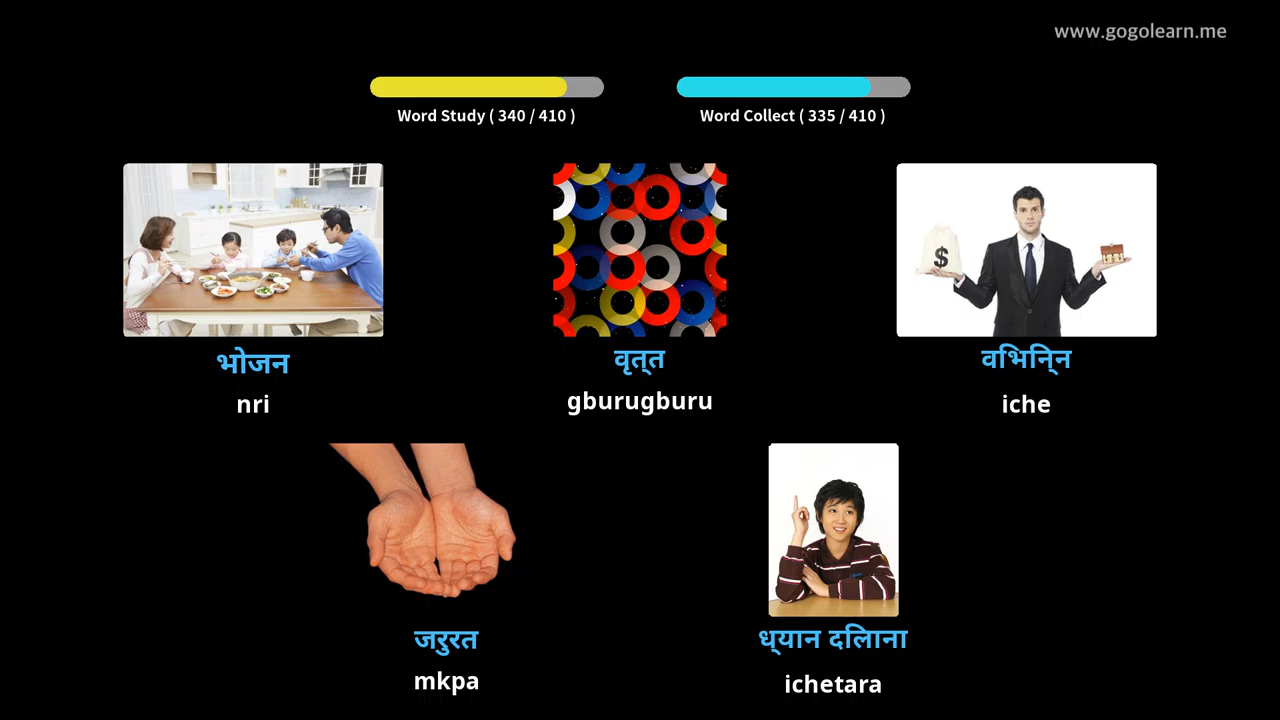 www.gogolearn.me
Word Study ( 340 / 410 )
Word Collect ( 335 / 410 )
भोजन
वृत्‌त
वभिनि्न
nri
gburugburu
iche
जरुरत
ध्‌यान दलिाना
mkpa
ichetara